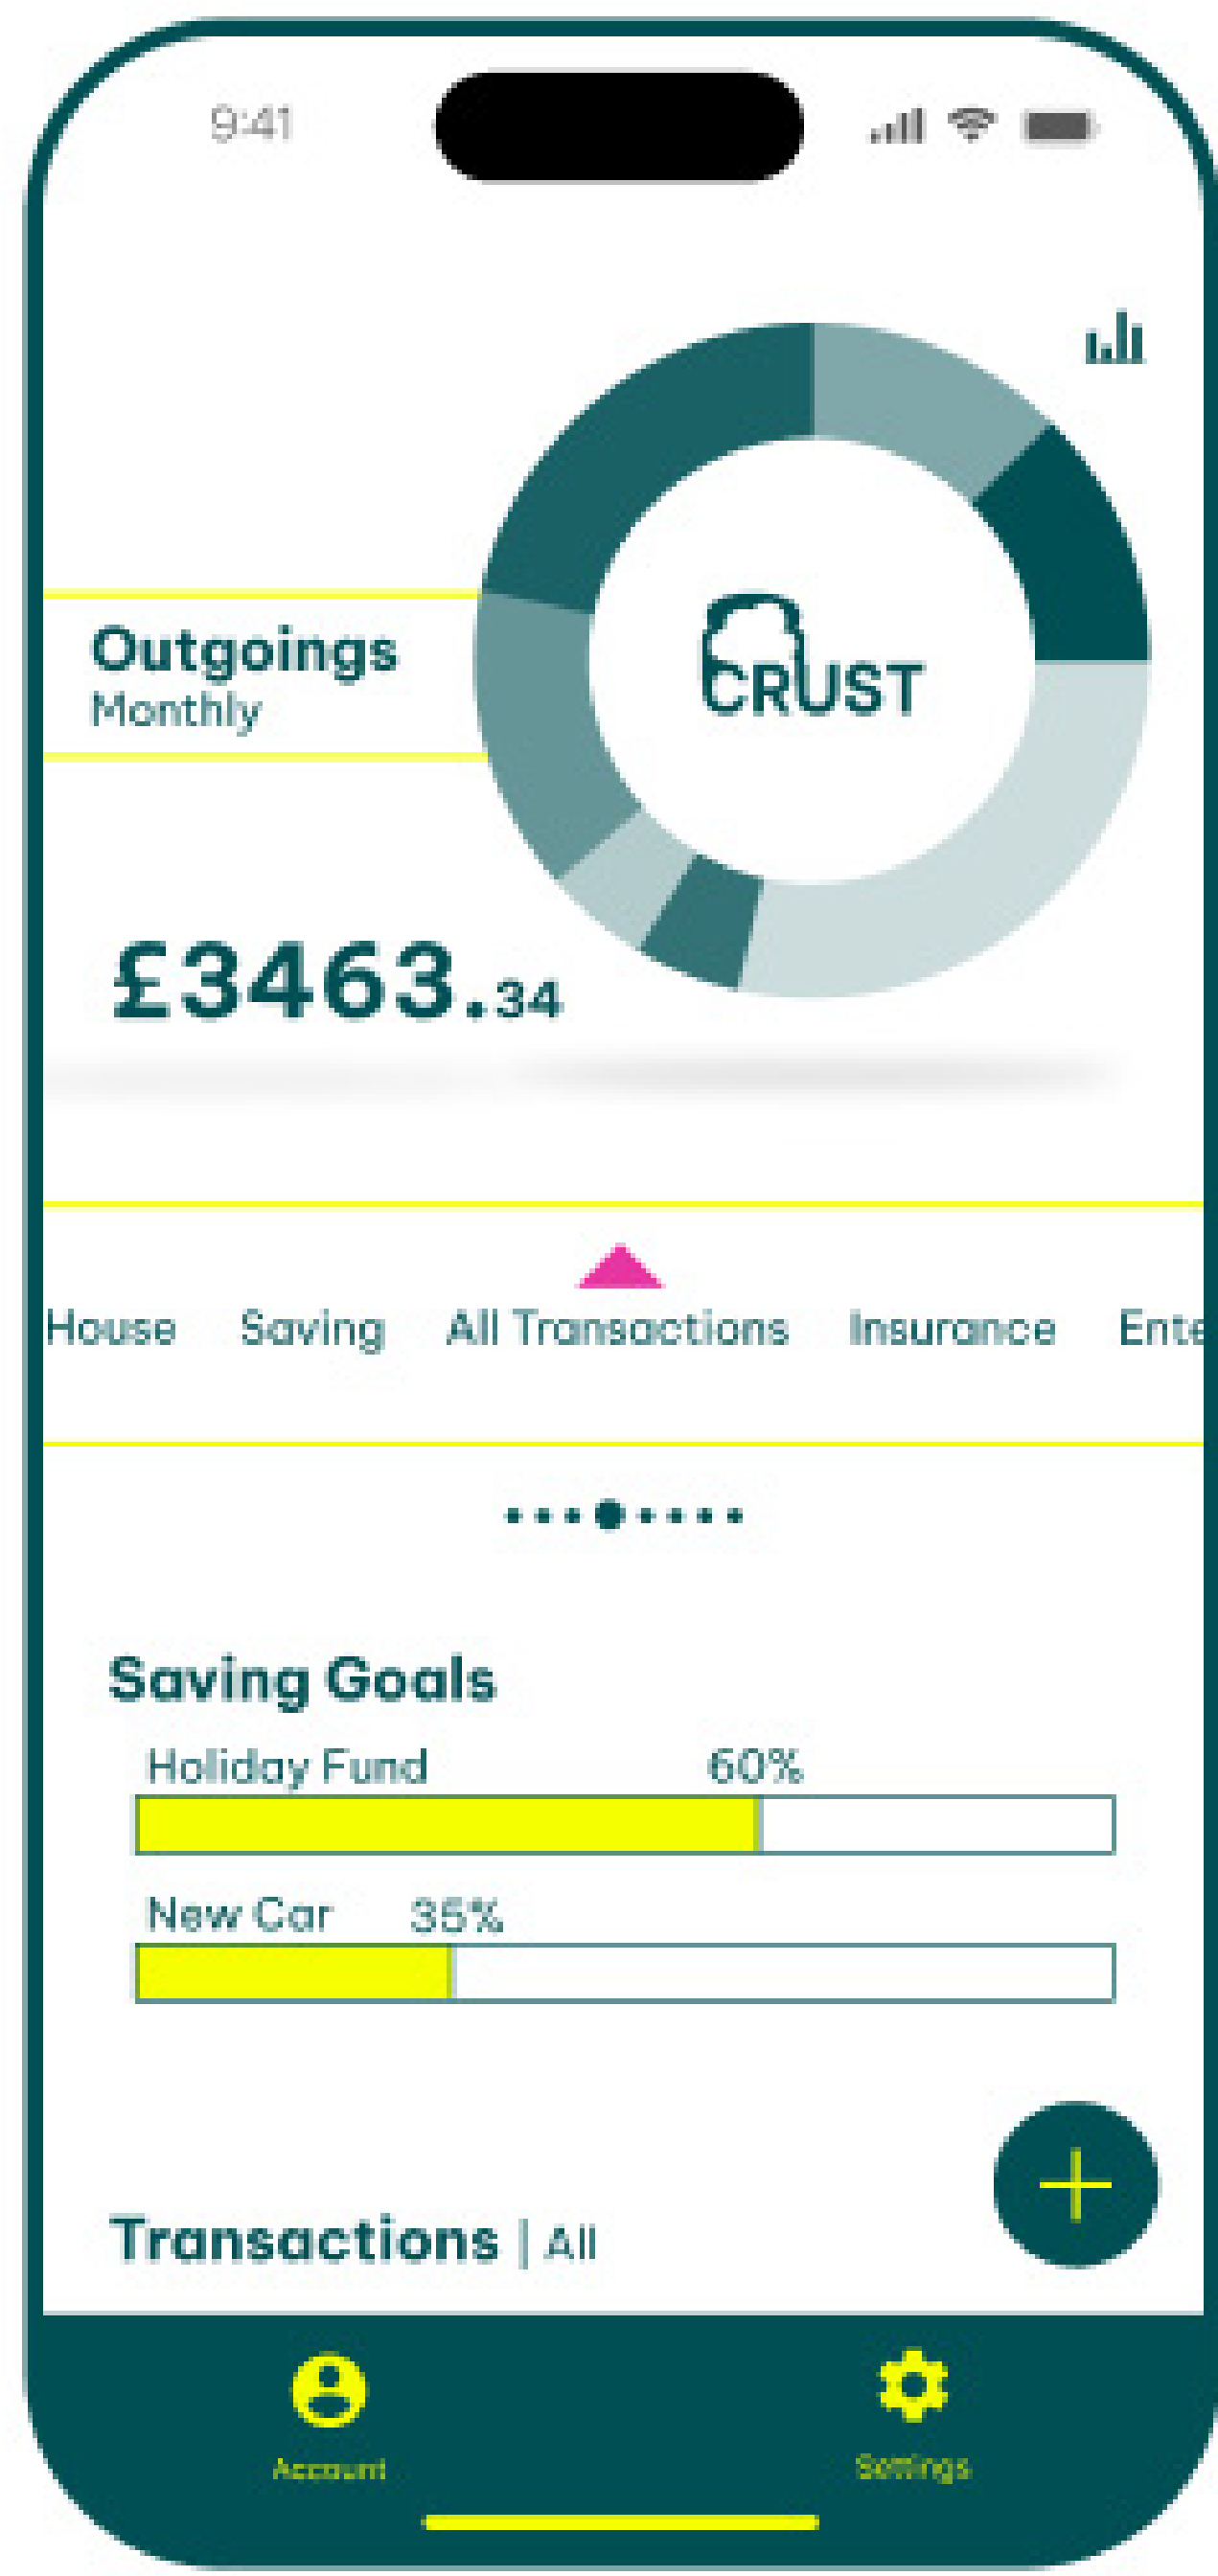 9:41
Outgoings
Monthly
CRUST
£3463.34
House Saving All Transactions Insurance Ente
Saving Goals
Holiday Fund 60%
New Car 35%
Transactions | All
Account Settings